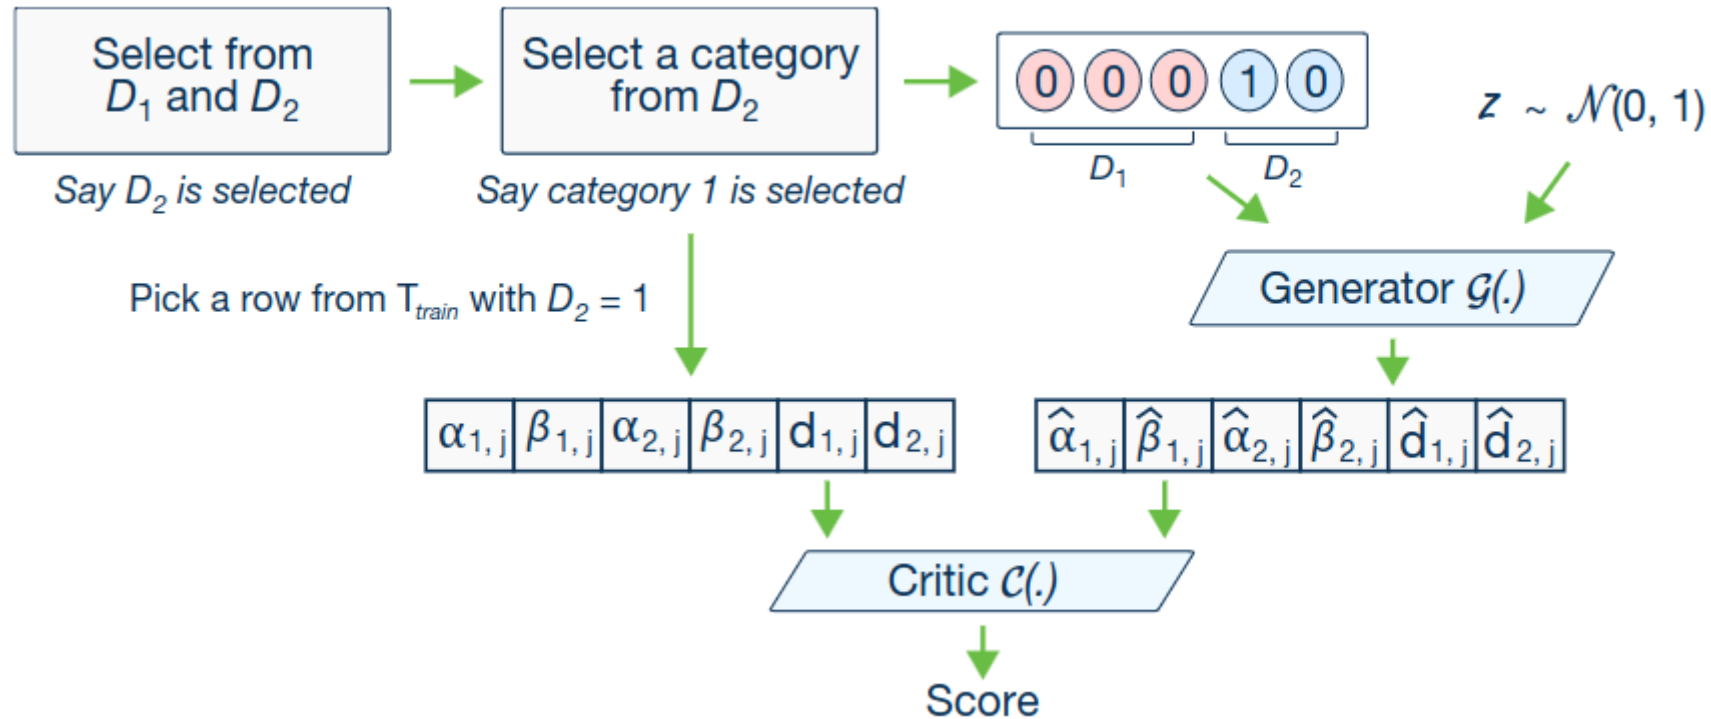 Select from
D₁ and D₂
Select a category
from D₂
0 0 0 1 0
z ~ 𝒩(0, 1)
D₁ D₂
Say D₂ is selected
Say category 1 is selected
Pick a row from T_train with D₂ = 1
Generator 𝒢(.)
α₁,ⱼ β₁,ⱼ α₂,ⱼ β₂,ⱼ d₁,ⱼ d₂,ⱼ
α̂₁,ⱼ β̂₁,ⱼ α̂₂,ⱼ β̂₂,ⱼ d̂₁,ⱼ d̂₂,ⱼ
Critic 𝒞(.)
Score